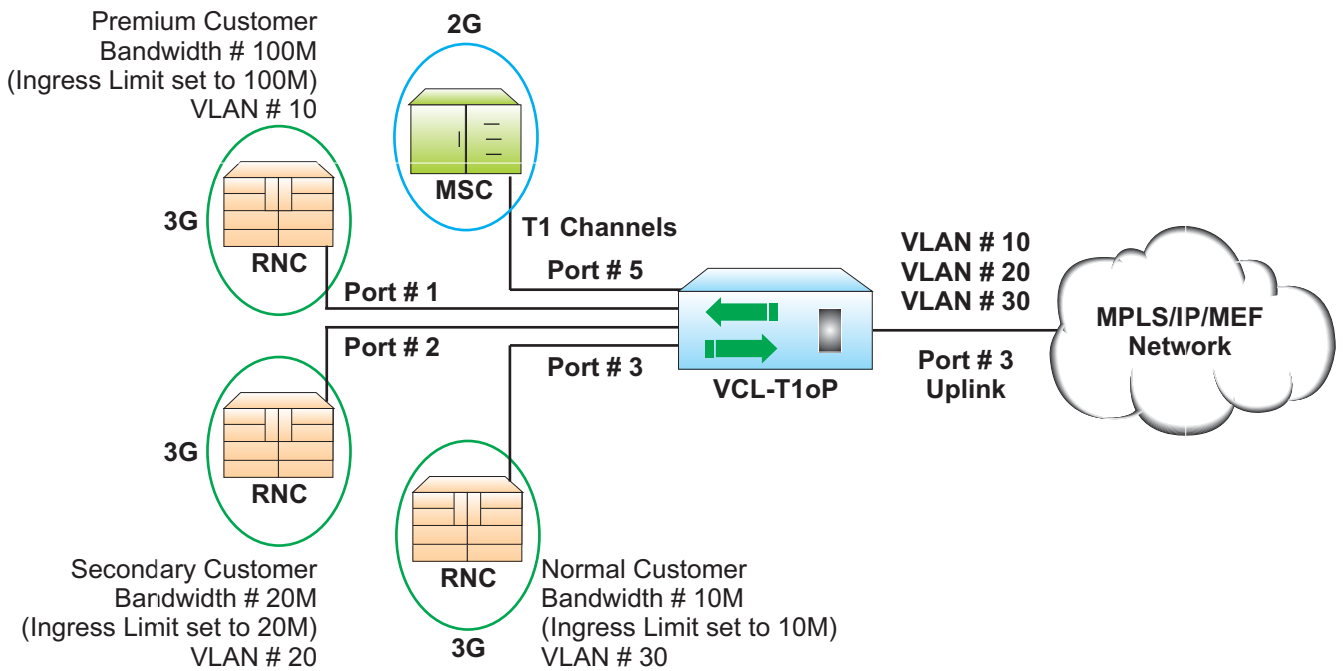 Premium Customer
Bandwidth # 100M
(Ingress Limit set to 100M)
VLAN # 10
3G
RNC
2G
MSC
T1 Channels
Port # 5
Port # 1
Port # 2
Port # 3
VCL-T1oP
VLAN # 10
VLAN # 20
VLAN # 30
Port # 3
Uplink
MPLS/IP/MEF
Network
3G
RNC
Secondary Customer
Bandwidth # 20M
(Ingress Limit set to 20M)
VLAN # 20
RNC
3G
Normal Customer
Bandwidth # 10M
(Ingress Limit set to 10M)
VLAN # 30